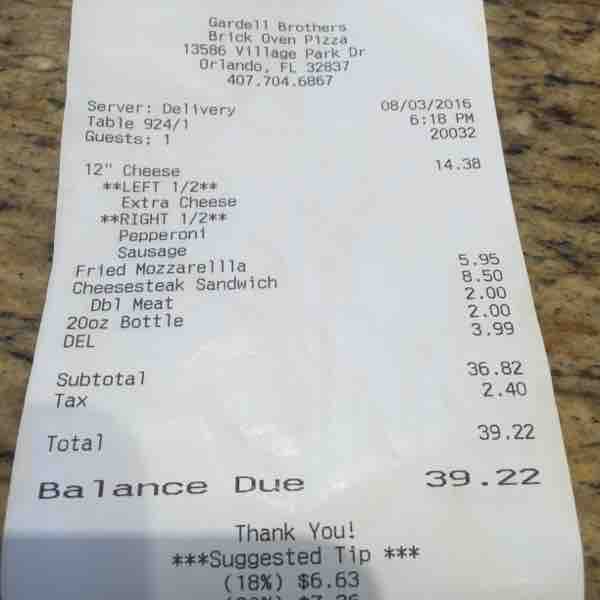 Gardell Brothers
Brick Oven Pizza
13586 Village Park Dr
Orlando, FL 32837
407.704.6867
Server: Delivery 08/03/2016
Table 924/1 6:18 PM
Guests: 1 20032
12" Cheese 14.38
**LEFT 1/2**
Extra Cheese
**RIGHT 1/2**
Pepperoni
Sausage
Fried Mozzarellla 5.95
Cheesesteak Sandwich 8.50
Dbl Meat 2.00
20oz Bottle 2.00
DEL 3.99
Subtotal 36.82
Tax 2.40
Total 39.22
Balance Due 39.22
Thank You!
***Suggested Tip ***
(18%) $6.63